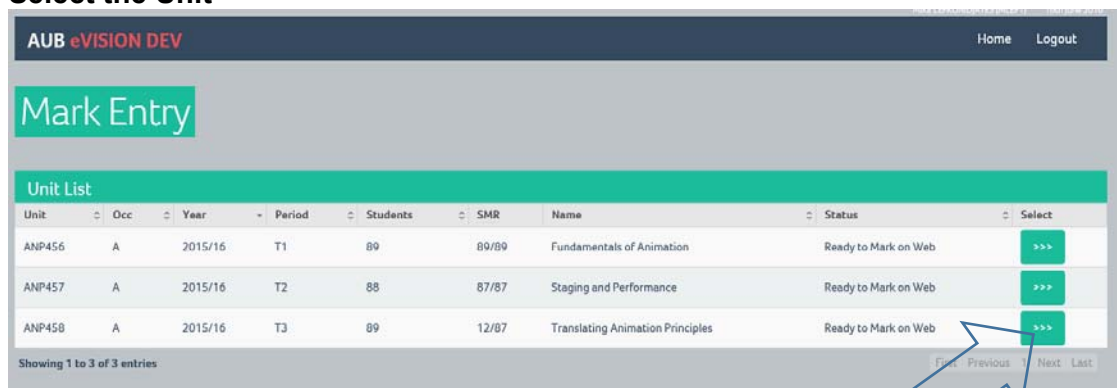 Select the Unit
AUB eVISION DEV Home Logout
Mark Entry
Unit List
Unit Occ Year Period Students SMR Name Status Select
ANP456 A 2015/16 T1 89 89/89 Fundamentals of Animation Ready to Mark on Web >>>
ANP457 A 2015/16 T2 88 87/87 Staging and Performance Ready to Mark on Web >>>
ANP458 A 2015/16 T3 89 12/87 Translating Animation Principles Ready to Mark on Web >>>
Showing 1 to 3 of 3 entries First Previous 1 Next Last